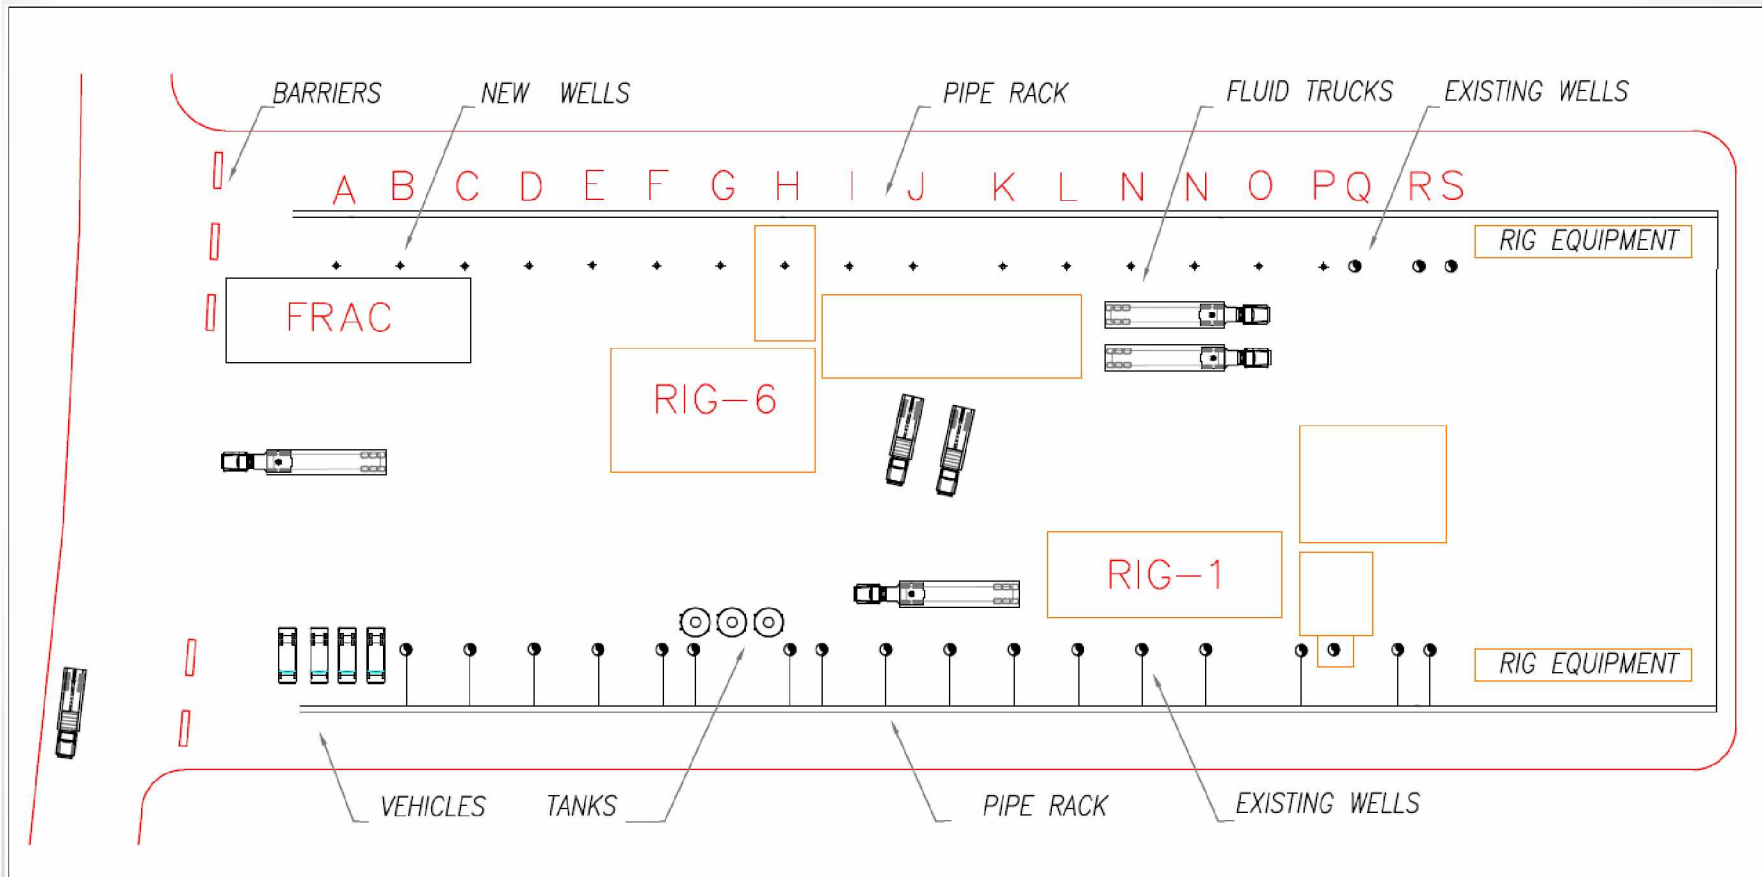 BARRIERS NEW WELLS PIPE RACK FLUID TRUCKS EXISTING WELLS
A B C D E F G H I J K L N N O P Q R S
RIG EQUIPMENT
FRAC
RIG-6
RIG-1
RIG EQUIPMENT
VEHICLES TANKS PIPE RACK EXISTING WELLS